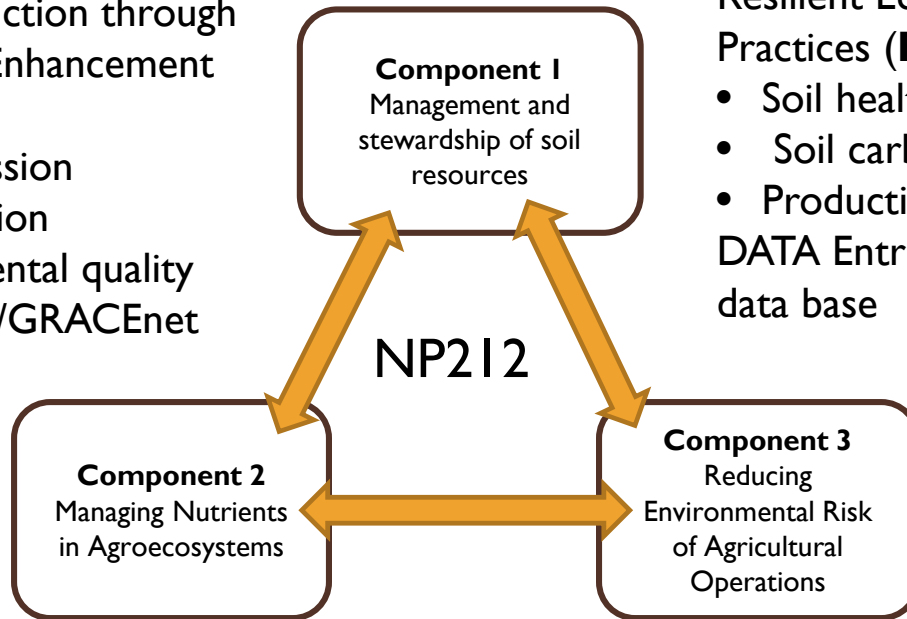 ction through
Enhancement
ssion
ion
ental quality
/GRACEnet
Component 1
Management and
stewardship of soil
resources
Resilient
Practices (
• Soil heal
• Soil car
• Producti
DATA Entr
data base
NP212
Component 2
Managing Nutrients
in Agroecosystems
Component 3
Reducing
Environmental Risk
of Agricultural
Operations